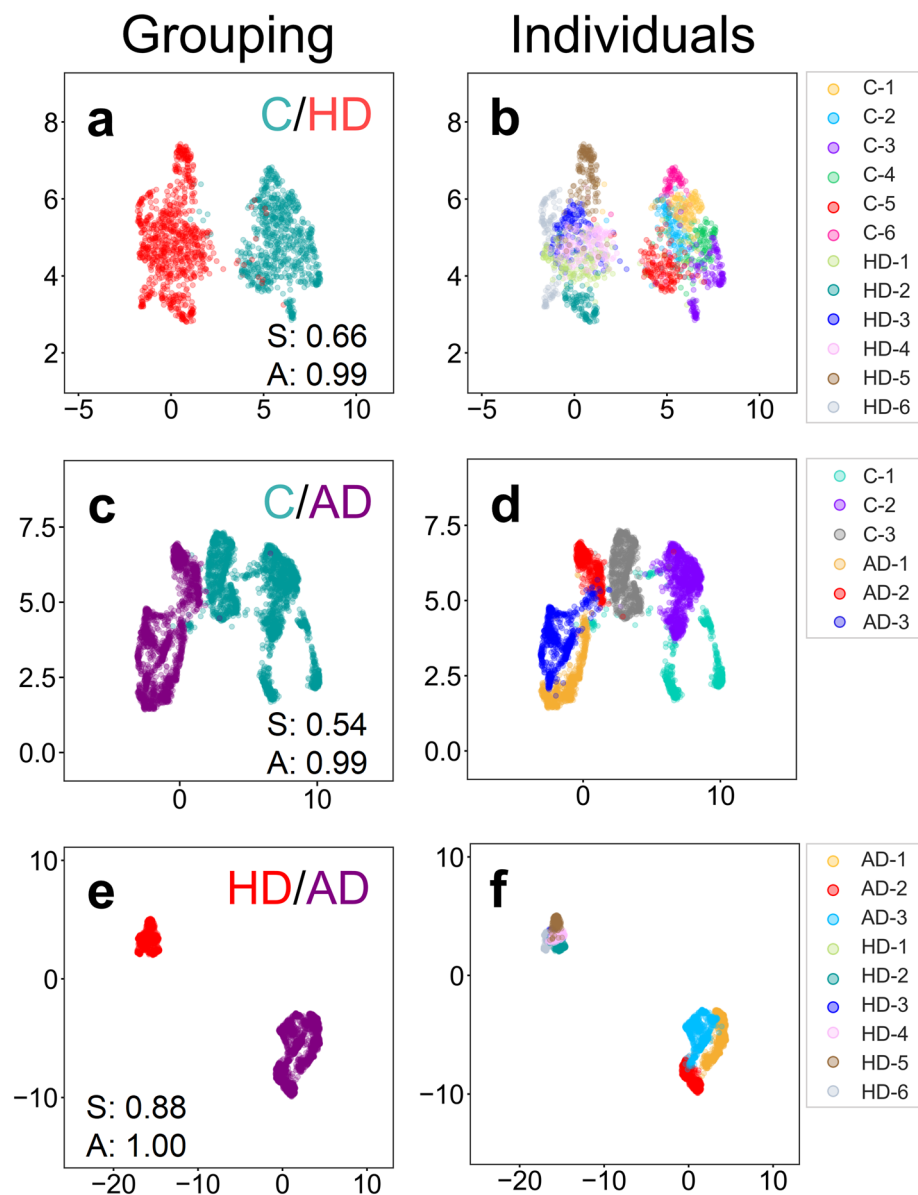 Grouping
Individuals
a
C/HD
8
6
4
2
S: 0.66
A: 0.99
−5
0
5
10
b
8
6
4
2
−5
0
5
10
C-1
C-2
C-3
C-4
C-5
C-6
HD-1
HD-2
HD-3
HD-4
HD-5
HD-6
c
C/AD
7.5
5.0
2.5
0.0
S: 0.54
A: 0.99
0
10
d
7.5
5.0
2.5
0.0
0
10
C-1
C-2
C-3
AD-1
AD-2
AD-3
e
HD/AD
10
0
−10
S: 0.88
A: 1.00
−20
−10
0
10
f
10
0
−10
−20
−10
0
10
AD-1
AD-2
AD-3
HD-1
HD-2
HD-3
HD-4
HD-5
HD-6